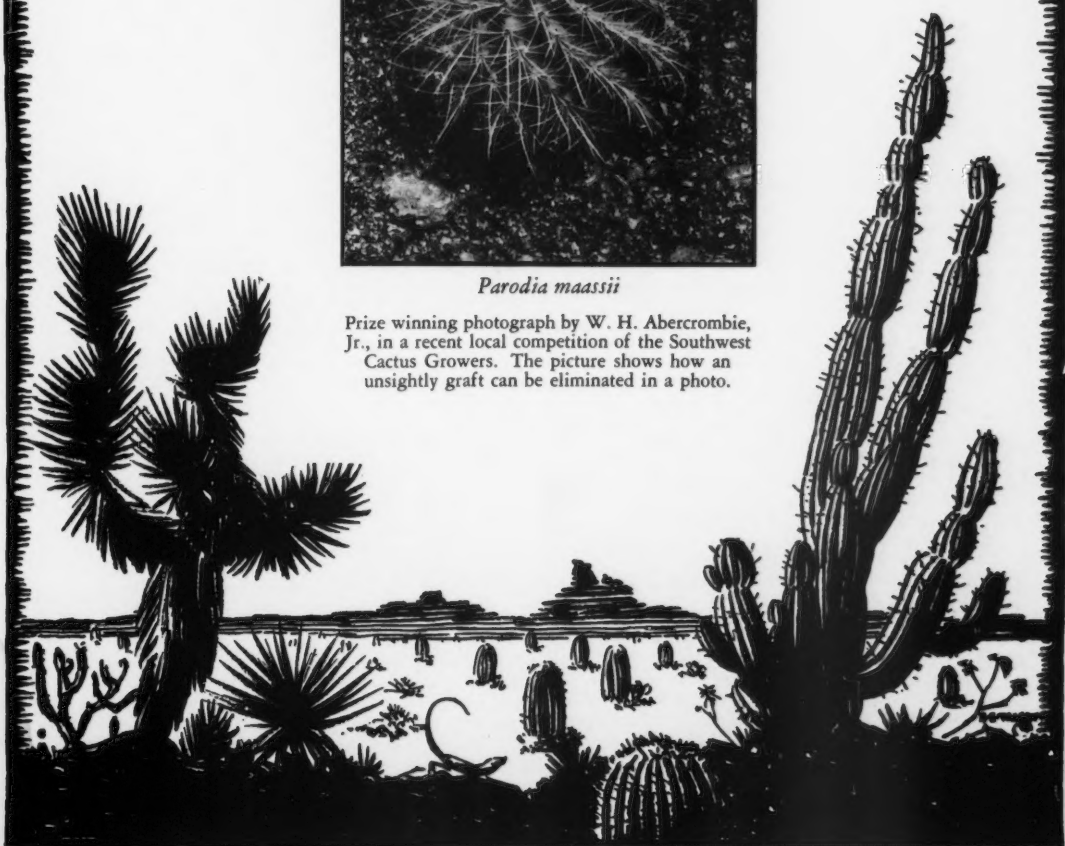 Parodia maassii
Prize winning photograph by W. H. Abercrombie,
Jr., in a recent local competition of the Southwest
Cactus Growers. The picture shows how an
unsightly graft can be eliminated in a photo.